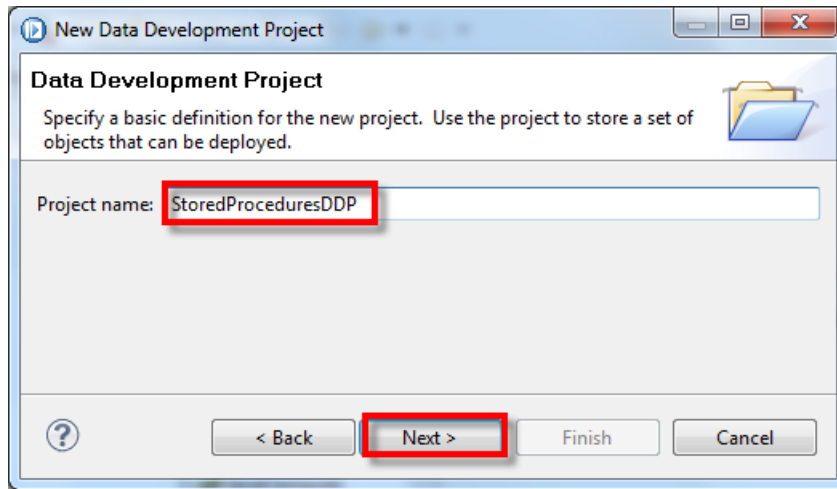 New Data Development Project
Data Development Project
Specify a basic definition for the new project. Use the project to store a set of
objects that can be deployed.
Project name: StoredProceduresDDP
< Back Next > Finish Cancel